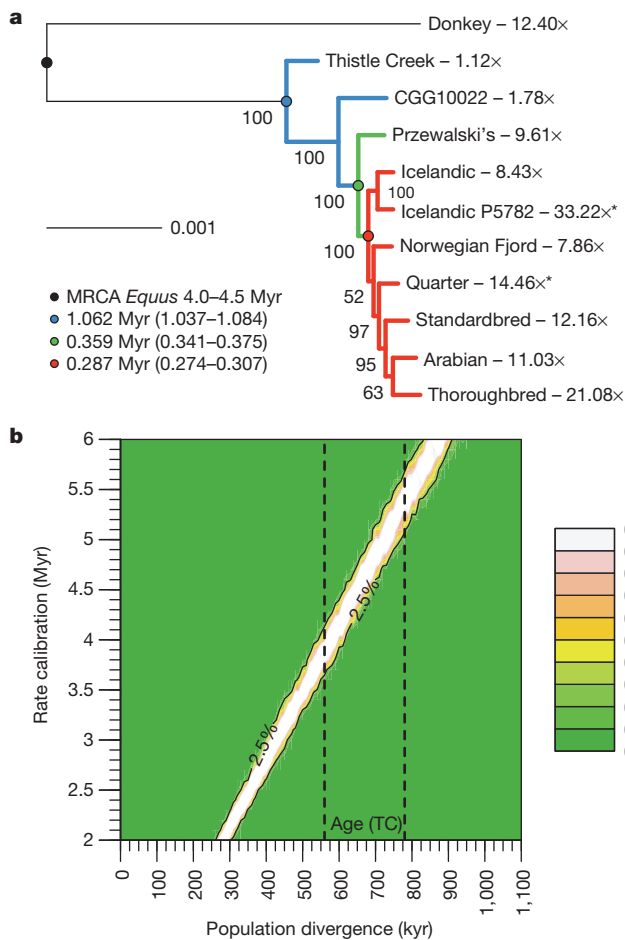 a
Donkey – 12.40×
Thistle Creek – 1.12×
100
CGG10022 – 1.78×
100
Przewalski's – 9.61×
100
Icelandic – 8.43×
100
Icelandic P5782 – 33.22×*
0.001
100
Norwegian Fjord – 7.86×
52
Quarter – 14.46×*
97
Standardbred – 12.16×
95
Arabian – 11.03×
63
Thoroughbred – 21.08×
MRCA Equus 4.0–4.5 Myr
1.062 Myr (1.037–1.084)
0.359 Myr (0.341–0.375)
0.287 Myr (0.274–0.307)
b
6
5.5
5
4.5
4
3.5
3
2.5
2
Rate calibration (Myr)
2.5%
2.5%
Age (TC)
0
100
200
300
400
500
600
700
800
900
1,000
1,100
Population divergence (kyr)